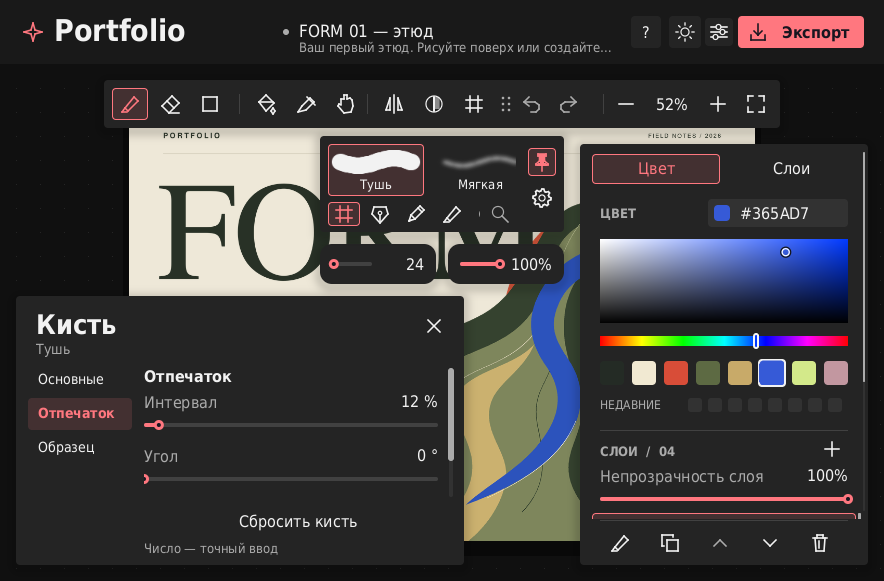 Portfolio
FORM 01 — этюд
Ваш первый этюд. Рисуйте поверх или создайте…
?
Экспорт
52%
PORTFOLIO
FIELD NOTES / 2026
FORM
Тушь
Мягкая
24
100%
Цвет
Слои
ЦВЕТ
#365AD7
НЕДАВНИЕ
СЛОИ / 04
Непрозрачность слоя
100%
Кисть
Тушь
Основные
Отпечаток
Образец
Отпечаток
Интервал
12 %
Угол
0 °
Сбросить кисть
Число — точный ввод